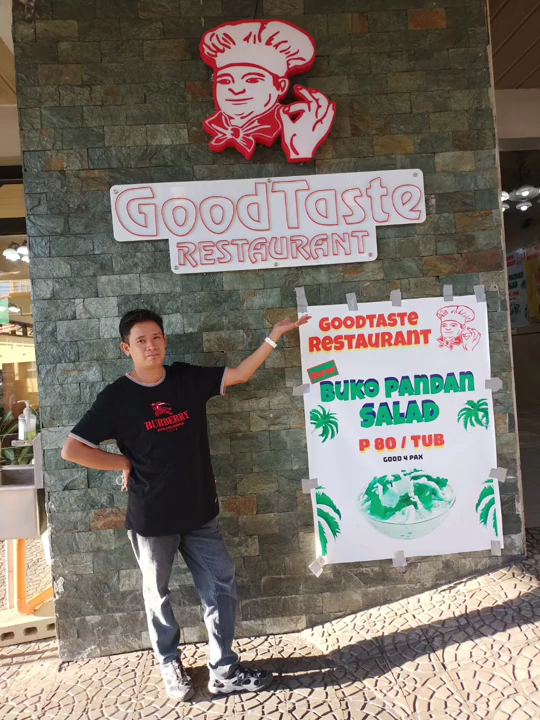 GoodTaste
RESTAURANT
GOODTASTE
RESTAURANT
BUKO PANDAN
SALAD
P 80 / TUB
GOOD 4 PAX
BURBERRY